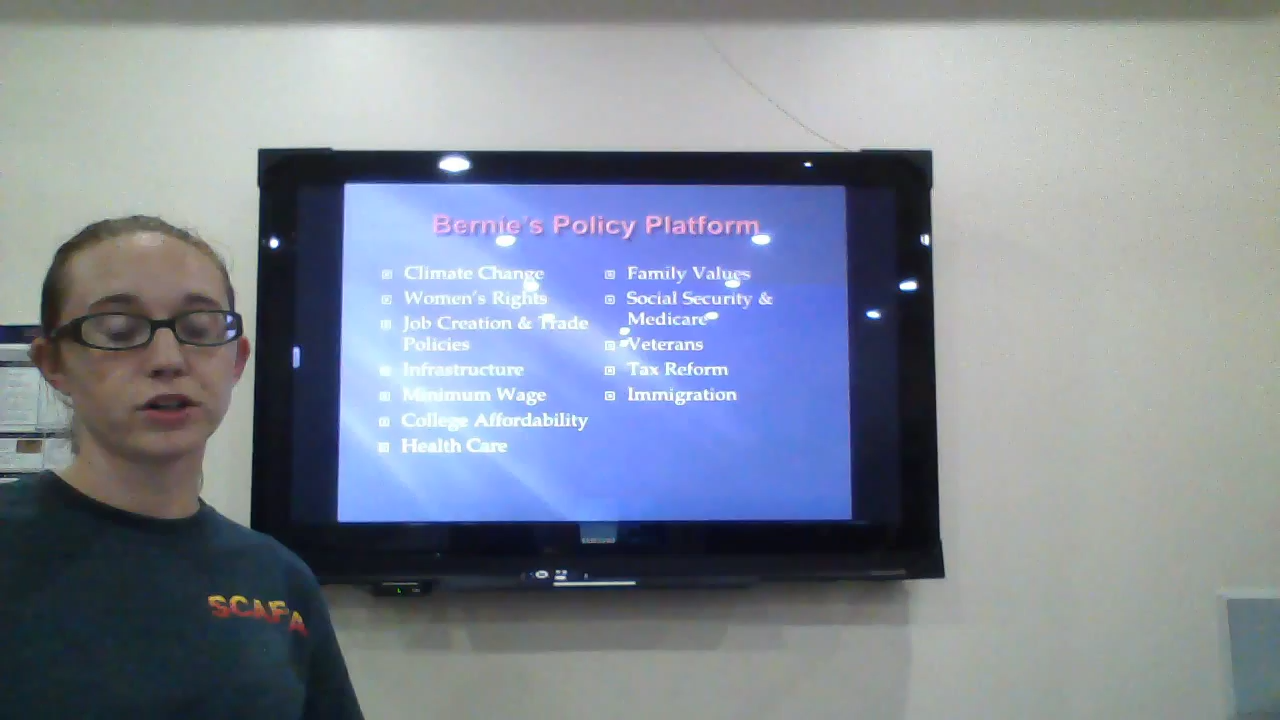 Bernie's Policy Platform
Climate Change
Women's Rights
Job Creation & Trade
Policies
Infrastructure
Minimum Wage
College Affordability
Health Care
Family Values
Social Security &
Medicare
Veterans
Tax Reform
Immigration
SCAFA